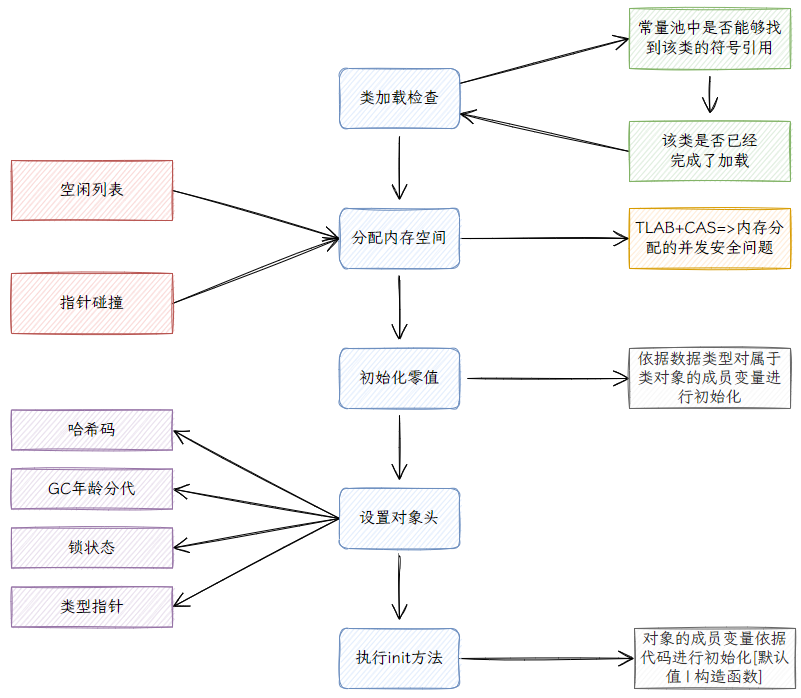 常量池中是否能够找
到该类的符号引用
类加载检查
该类是否已经
完成了加载
空闲列表
分配内存空间
TLAB+CAS=>内存分
配的并发安全问题
指针碰撞
初始化零值
依据数据类型对属于
类对象的成员变量进
行初始化
哈希码
GC年龄分代
设置对象头
锁状态
类型指针
执行init方法
对象的成员变量依据
代码进行初始化[默认
值 | 构造函数]